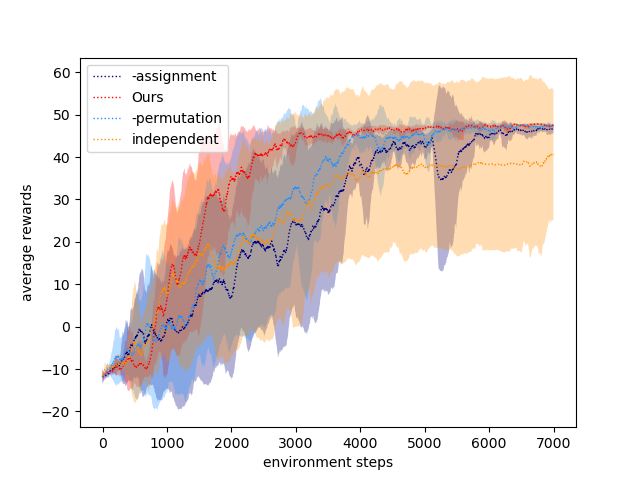 60
50
40
30
20
10
0
−10
−20
average rewards
-assignment
Ours
-permutation
independent
0 1000 2000 3000 4000 5000 6000 7000
environment steps